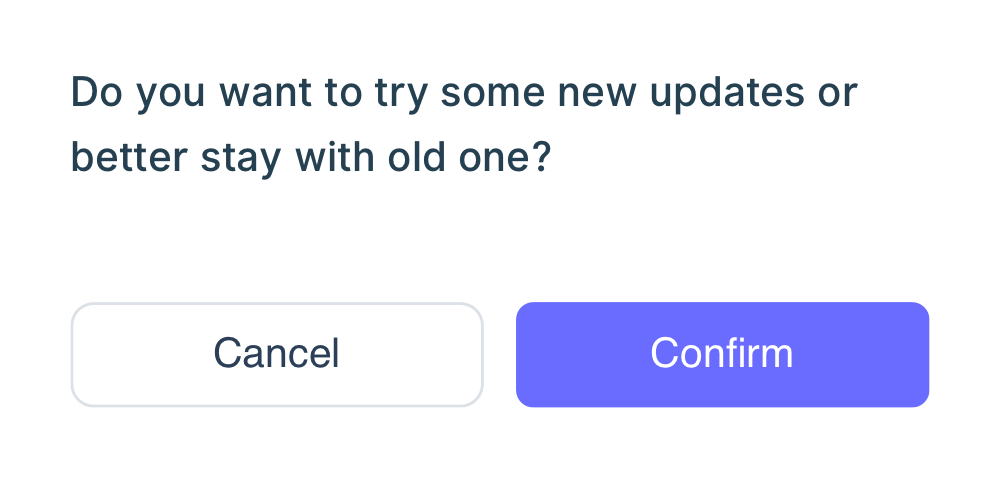 Do you want to try some new updates or
better stay with old one?
Cancel
Confirm